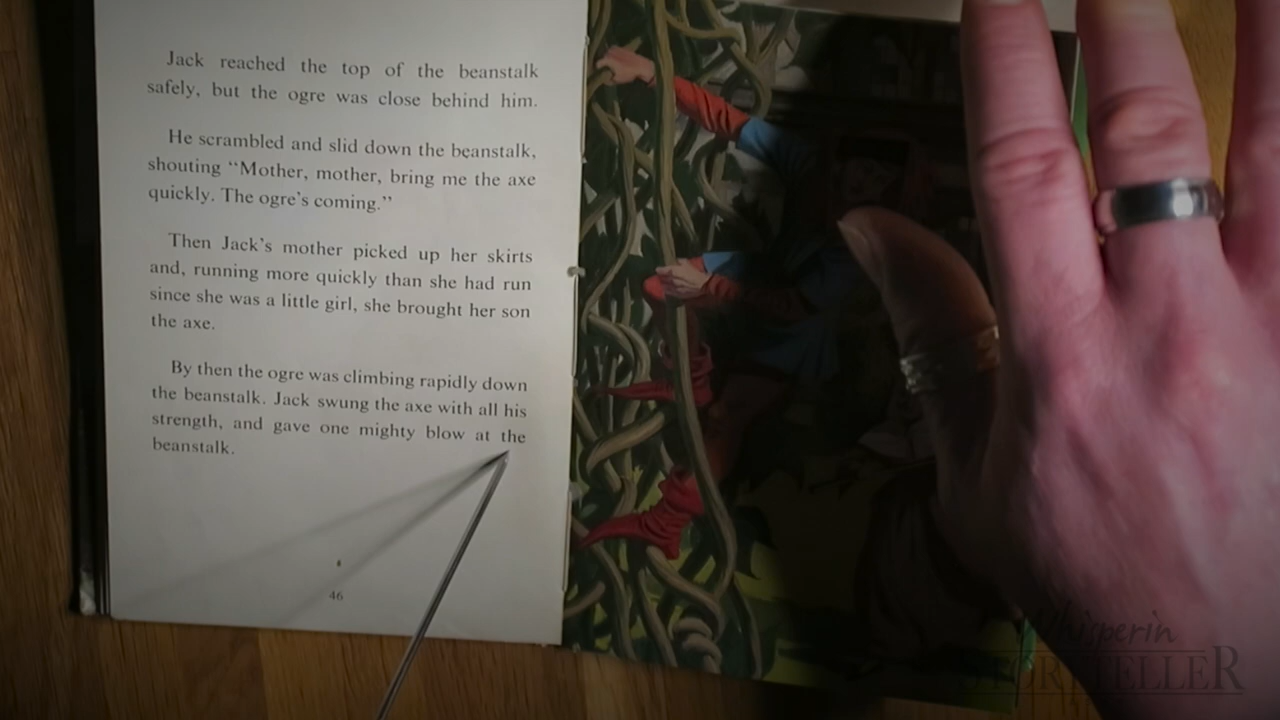 Jack reached the top of the beanstalk
safely, but the ogre was close behind him.
He scrambled and slid down the beanstalk,
shouting “Mother, mother, bring me the axe
quickly. The ogre’s coming.”
Then Jack’s mother picked up her skirts
and, running more quickly than she had run
since she was a little girl, she brought her son
the axe.
By then the ogre was climbing rapidly down
the beanstalk. Jack swung the axe with all his
strength, and gave one mighty blow at the
beanstalk.
46
Whisperin
STORYTELLER